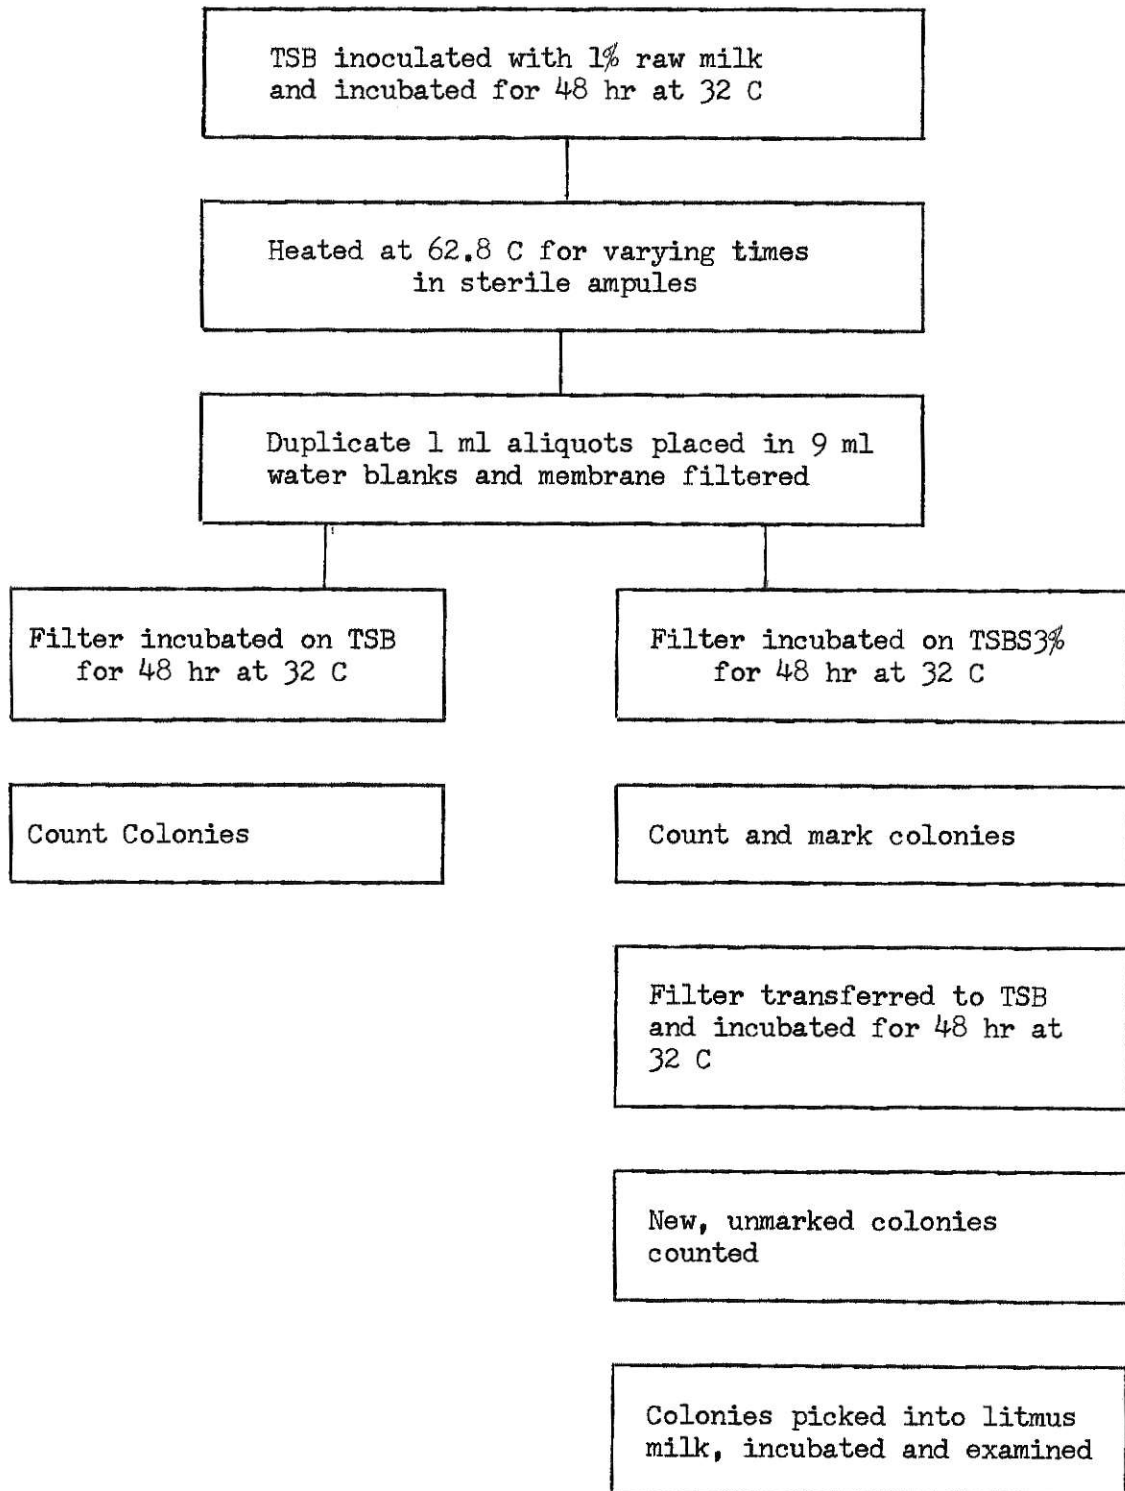 TSB inoculated with 1% raw milk
and incubated for 48 hr at 32 C
Heated at 62.8 C for varying times
in sterile ampules
Duplicate 1 ml aliquots placed in 9 ml
water blanks and membrane filtered
Filter incubated on TSB
for 48 hr at 32 C
Filter incubated on TSBS3%
for 48 hr at 32 C
Count Colonies
Count and mark colonies
Filter transferred to TSB
and incubated for 48 hr at
32 C
New, unmarked colonies
counted
Colonies picked into litmus
milk, incubated and examined